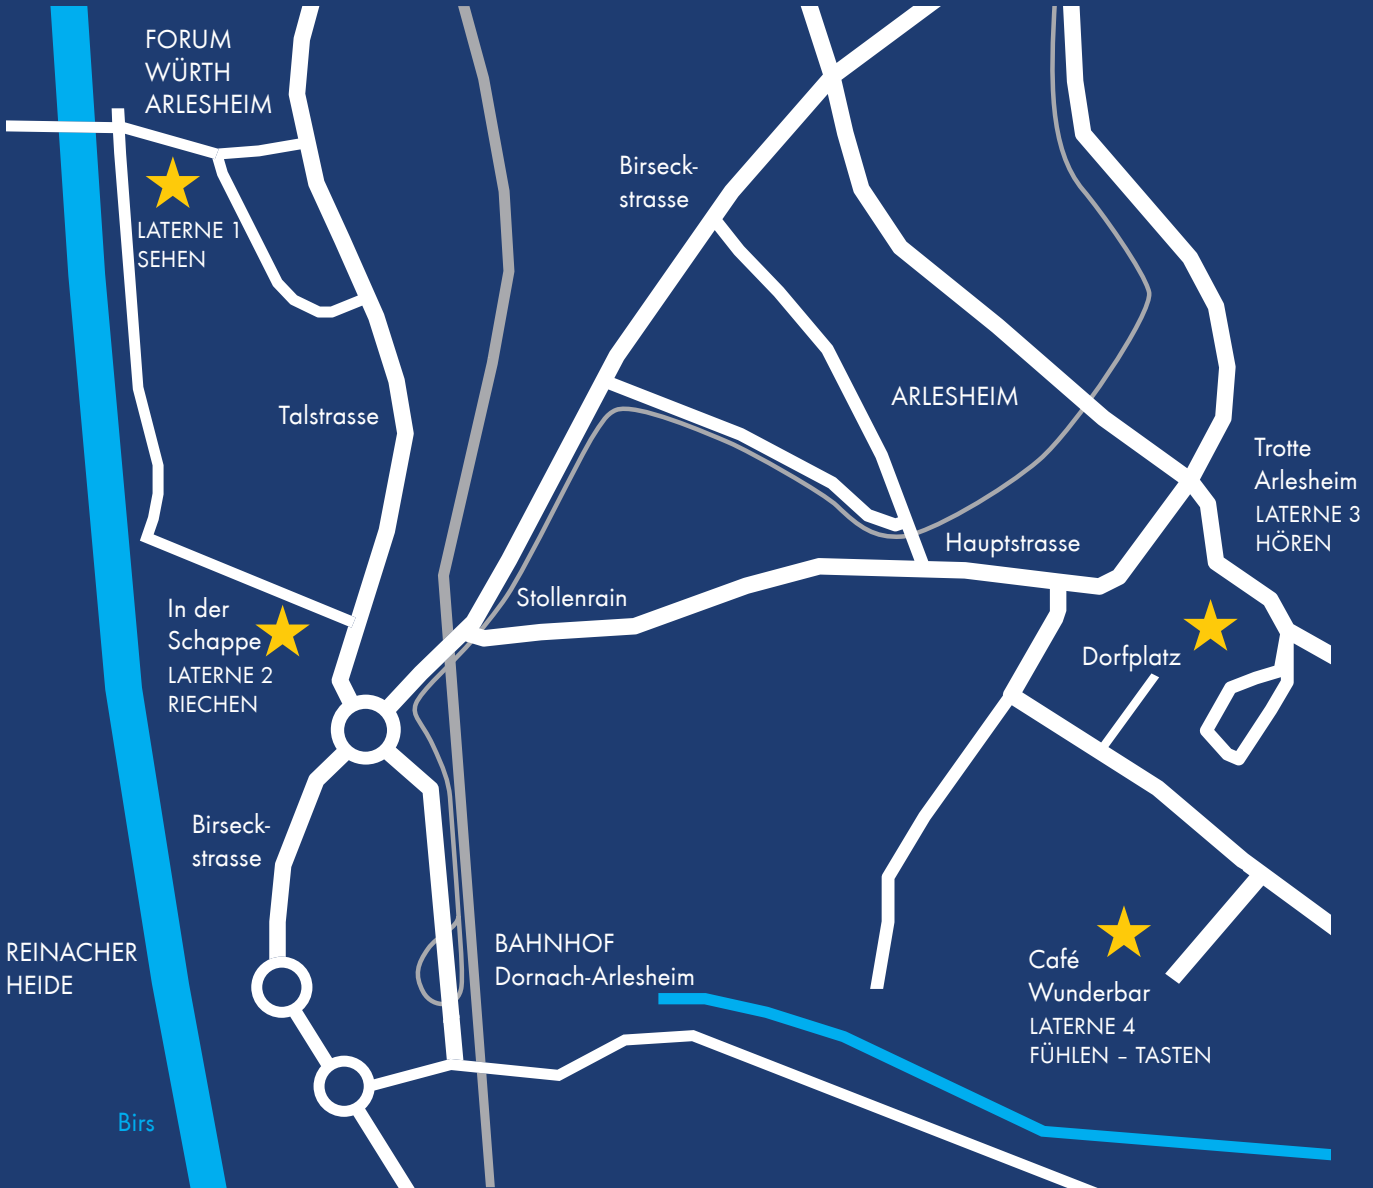 FORUM
WÜRTH
ARLESHEIM
LATERNE 1
SEHEN
Birseck-
strasse
Talstrasse
ARLESHEIM
Trotte
Arlesheim
LATERNE 3
HÖREN
Hauptstrasse
Stollenrain
In der
Schappe
LATERNE 2
RIECHEN
Dorfplatz
Birseck-
strasse
REINACHER
HEIDE
BAHNHOF
Dornach-Arlesheim
Café
Wunderbar
LATERNE 4
FÜHLEN – TASTEN
Birs